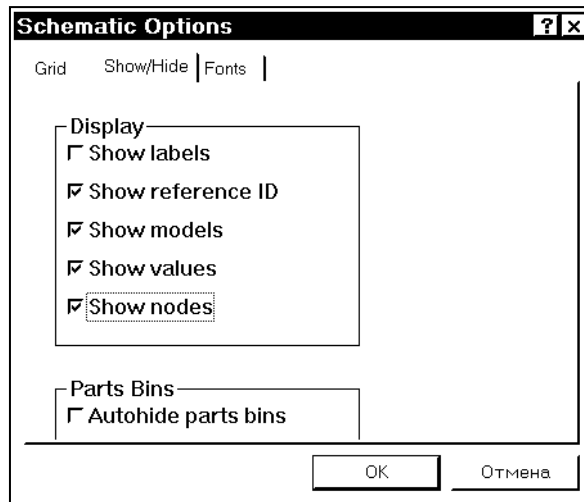 Schematic Options
Grid Show/Hide Fonts
Display
Show labels
Show reference ID
Show models
Show values
Show nodes
Parts Bins
Autohide parts bins
OK Отмена